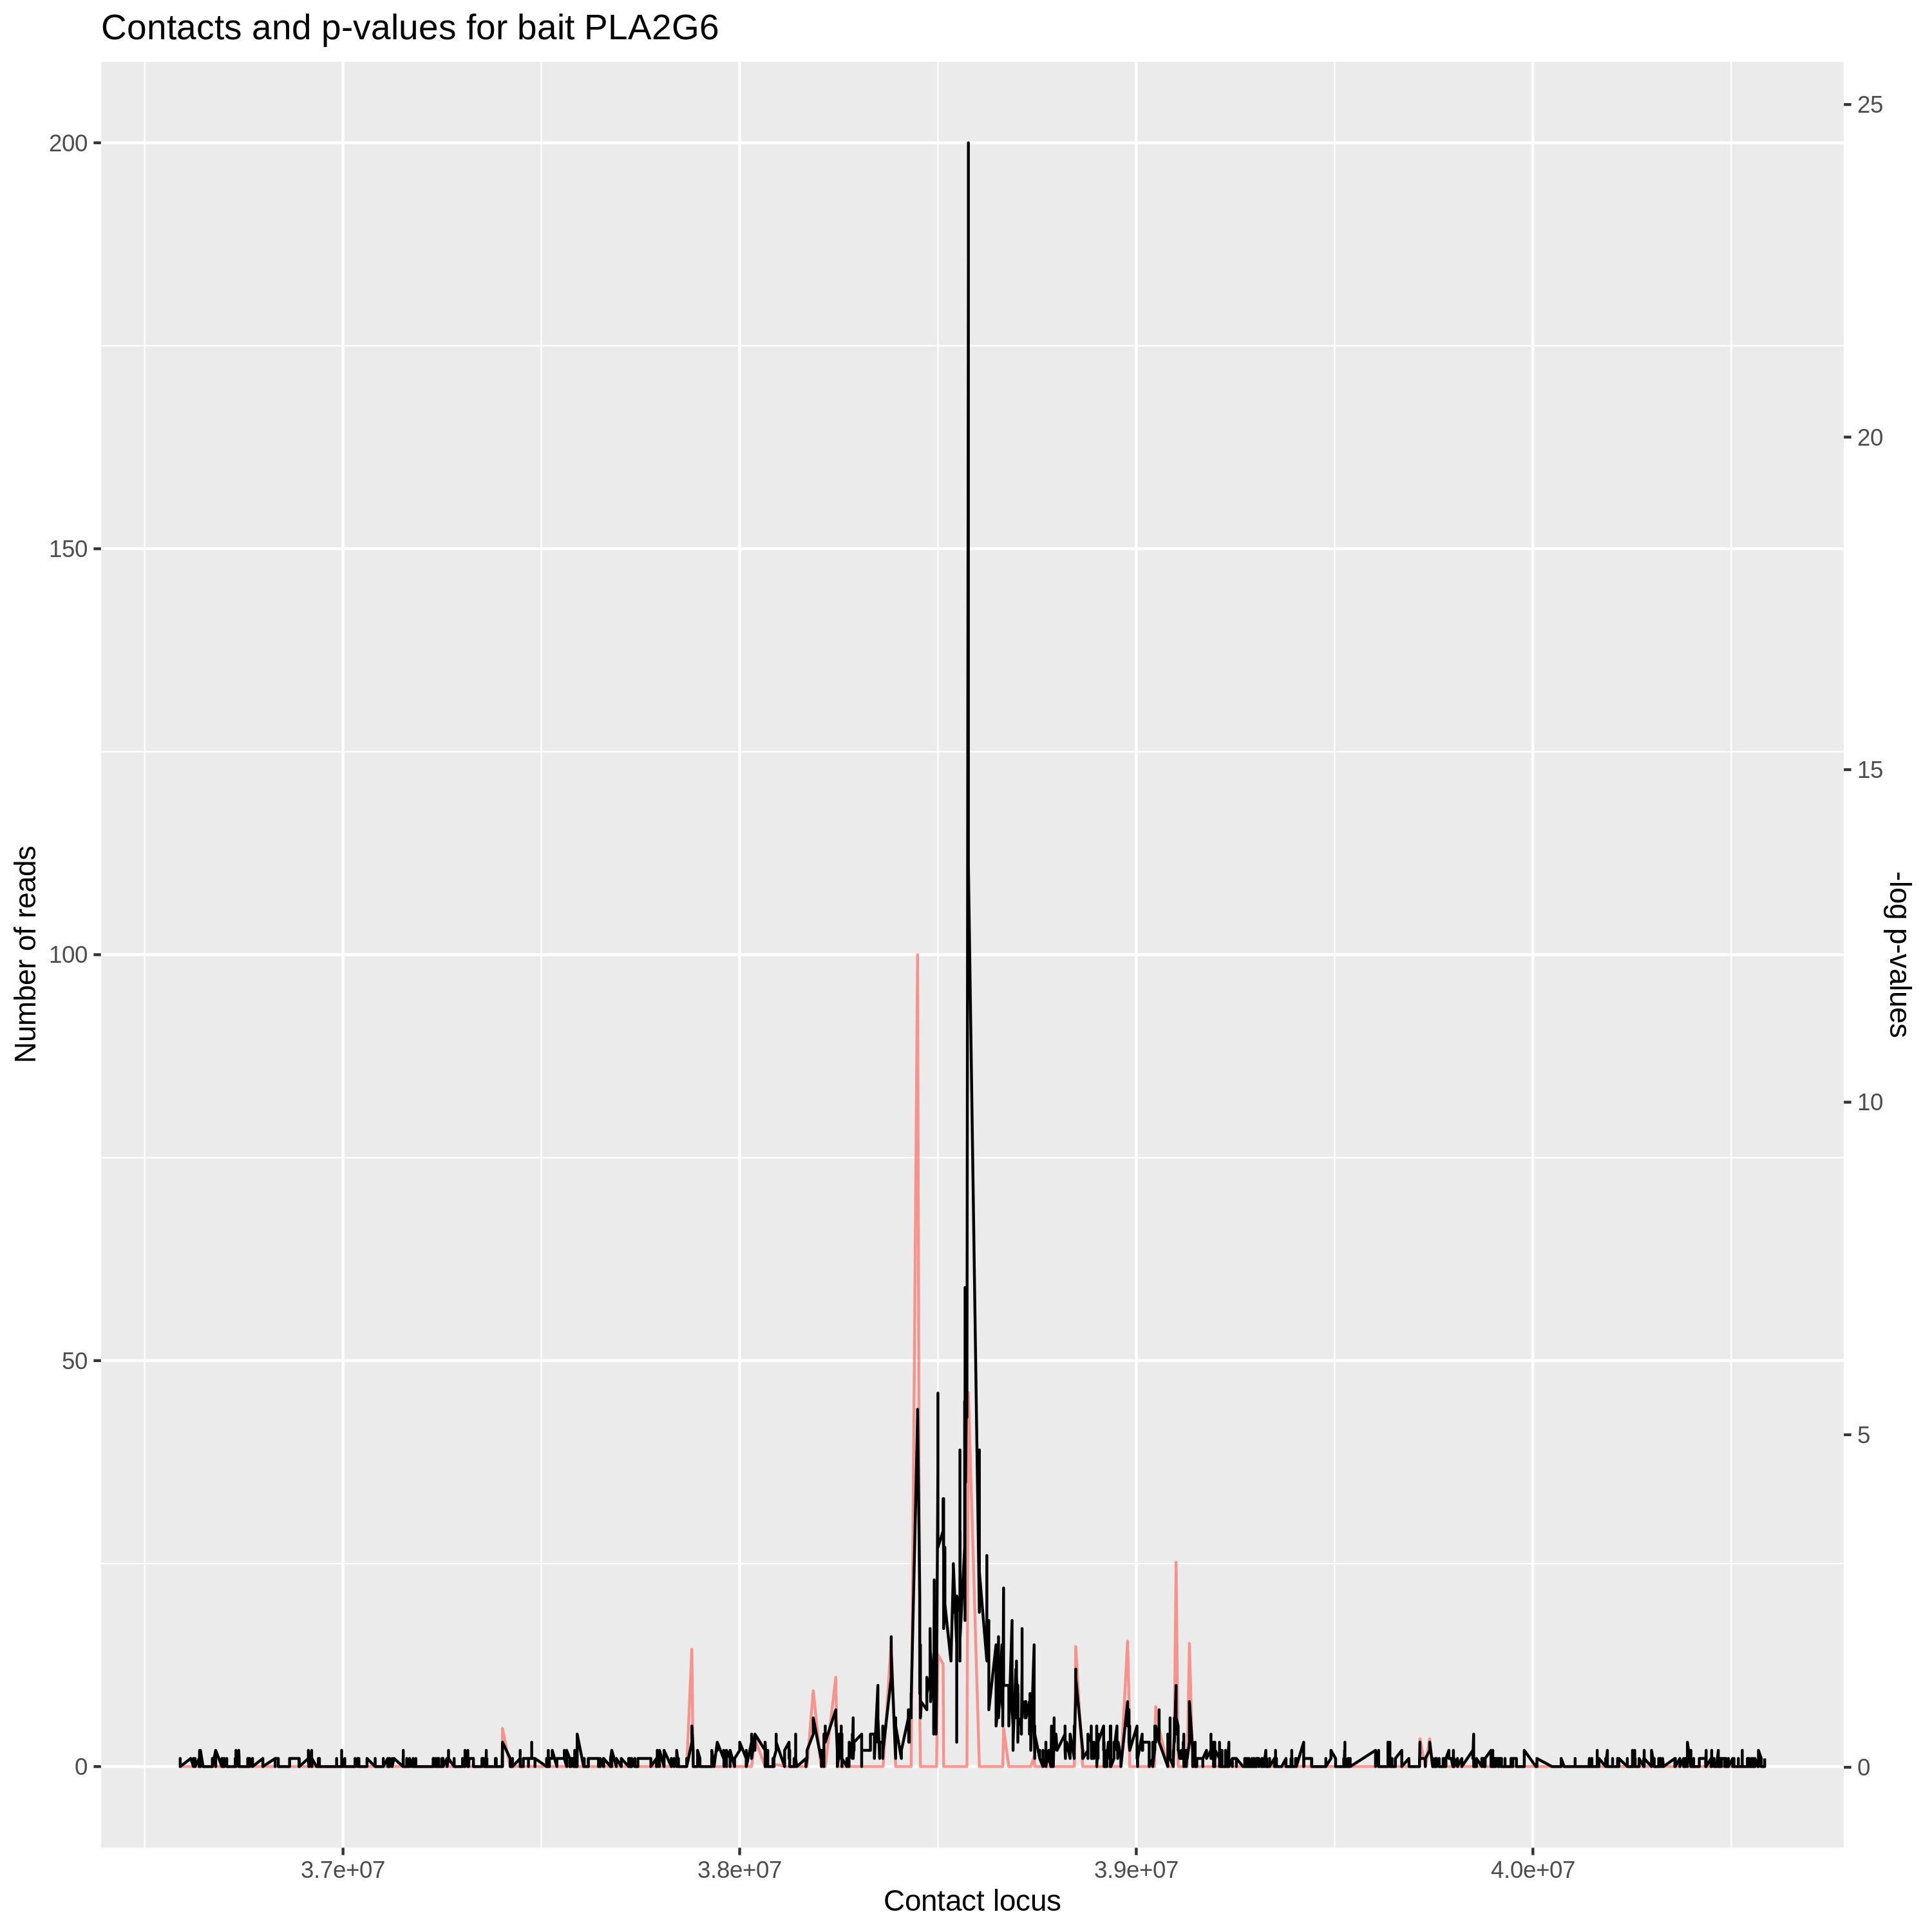 Contacts and p-values for bait PLA2G6
Number of reads
200
150
100
50
0
25
20
15
10
5
0
-log p-values
3.7e+07
3.8e+07
3.9e+07
4.0e+07
Contact locus